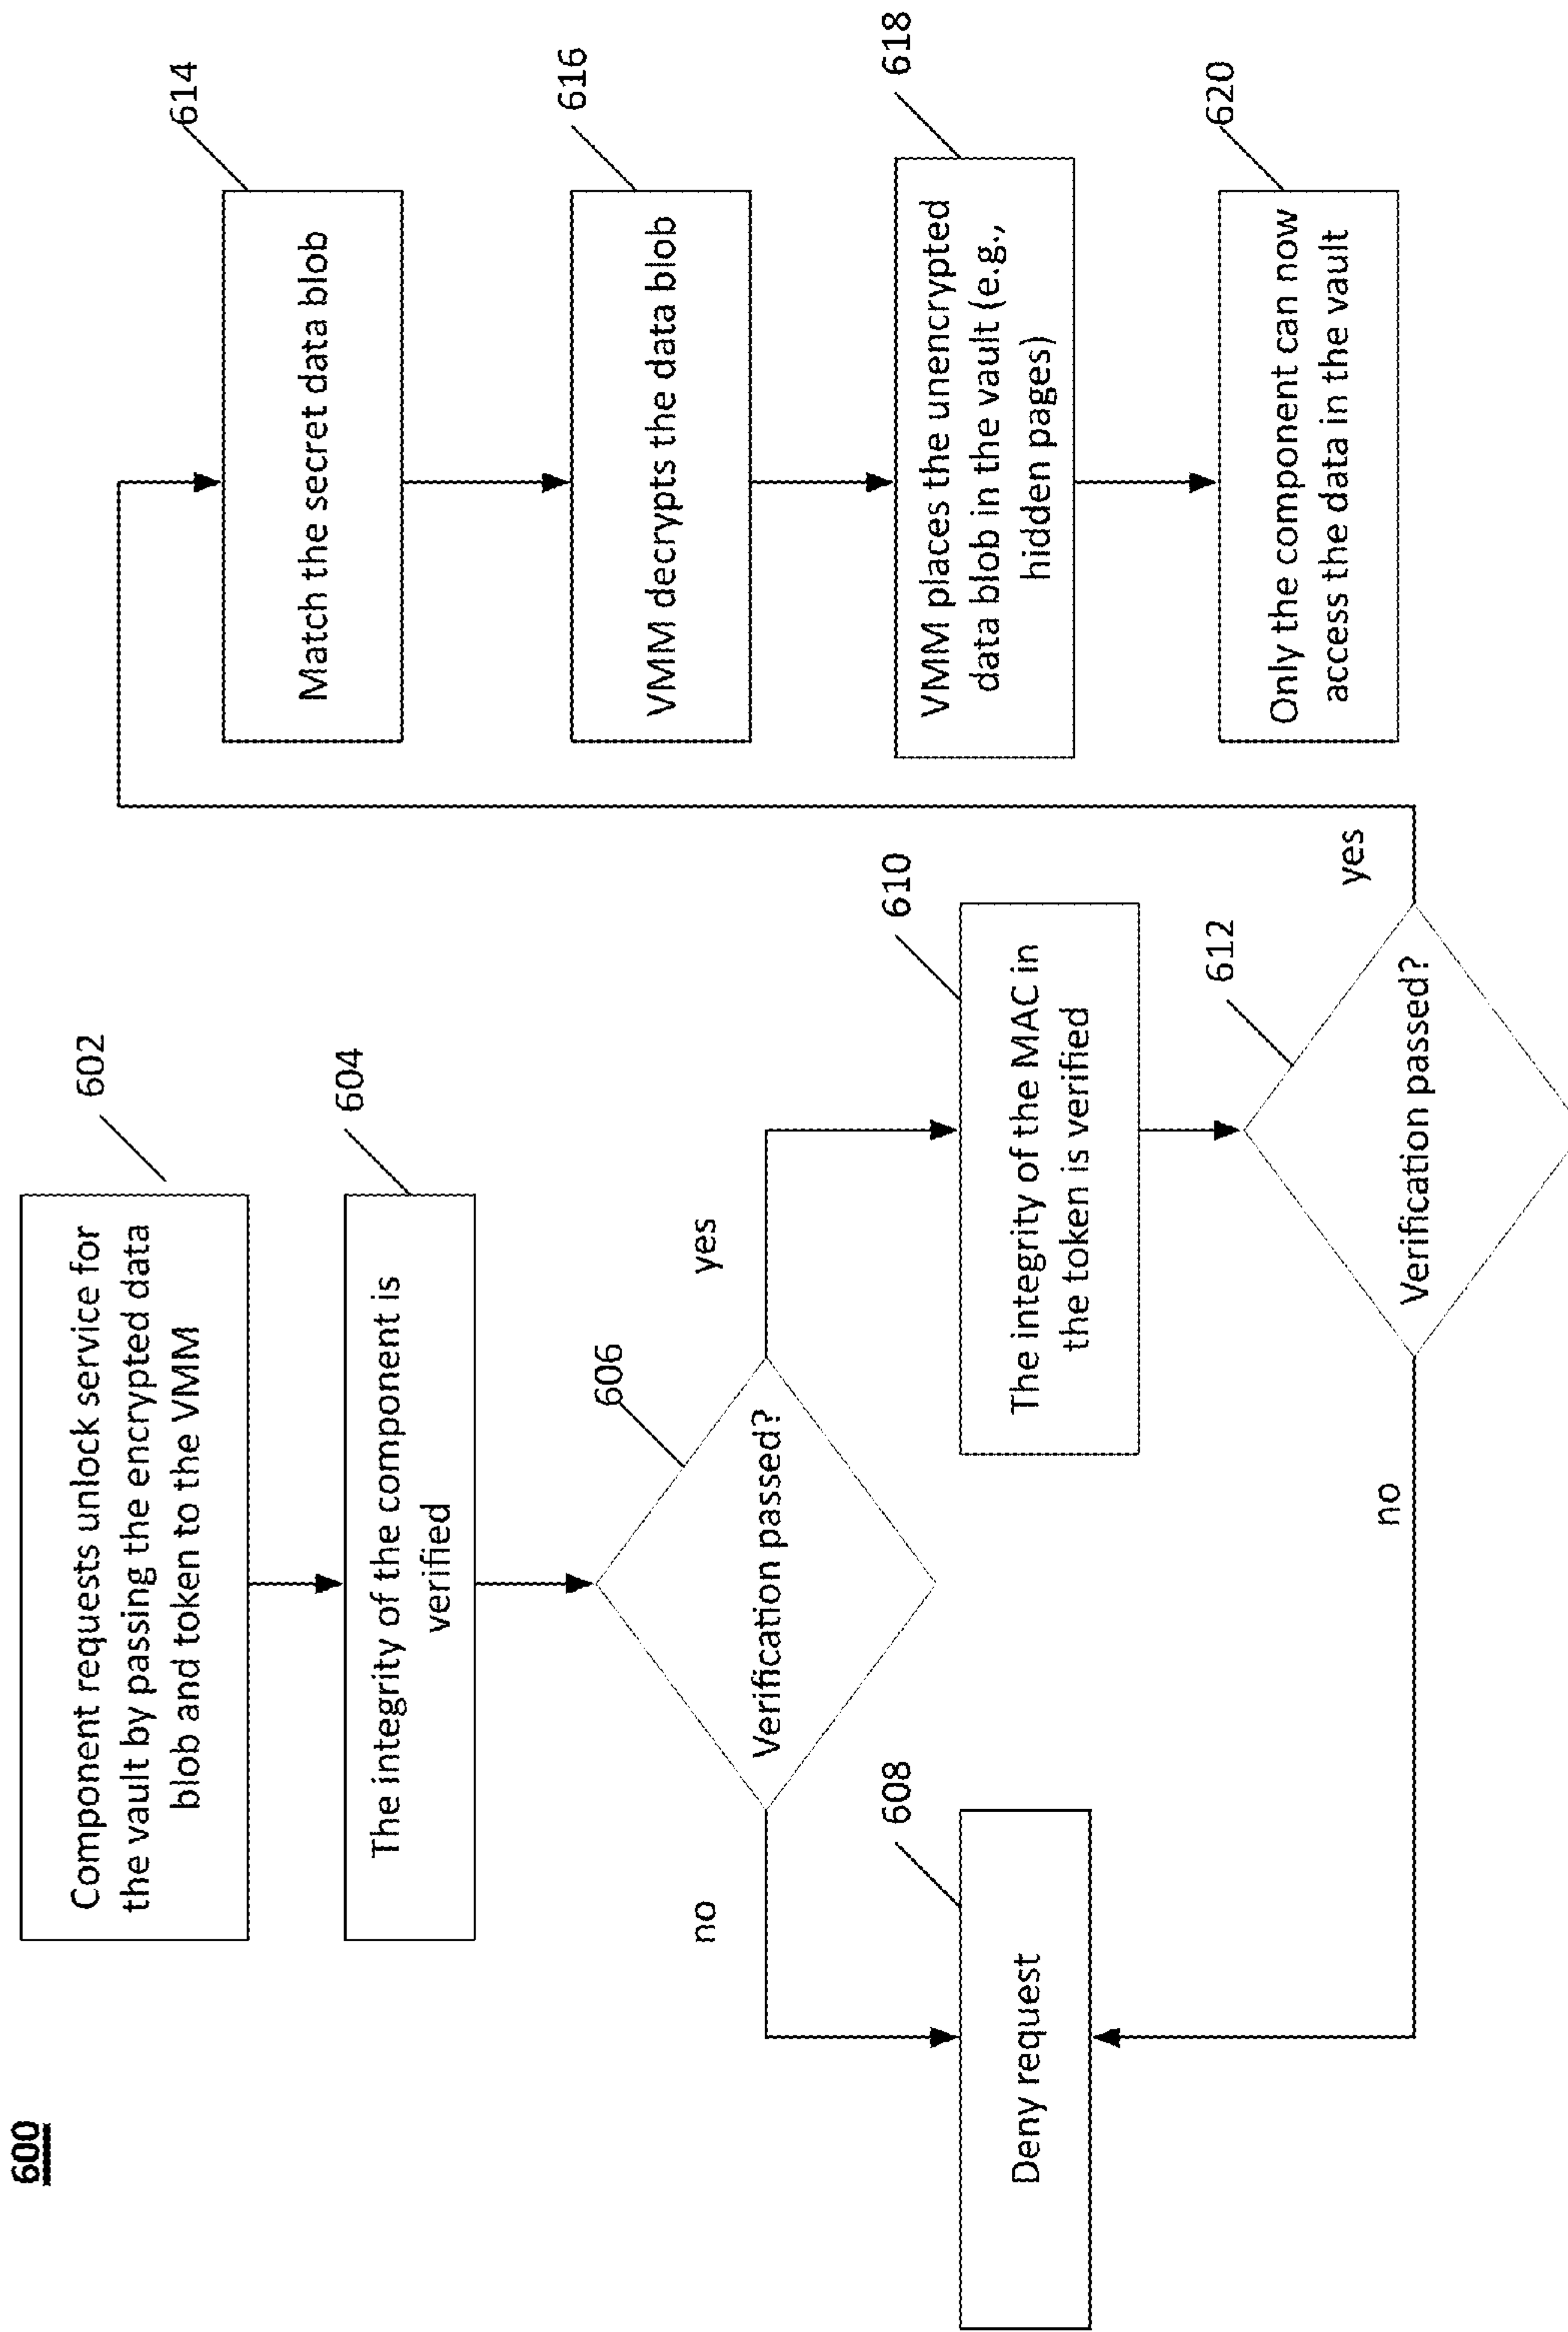 600
602
Component requests unlock service for
the vault by passing the encrypted data
blob and token to the VMM
604
The integrity of the component is
verified
606
Verification passed?
no
yes
608
Deny request
610
The integrity of the MAC in
the token is verified
612
Verification passed?
no
yes
614
Match the secret data blob
616
VMM decrypts the data blob
618
VMM places the unencrypted
data blob in the vault (e.g.,
hidden pages)
620
Only the component can now
access the data in the vault